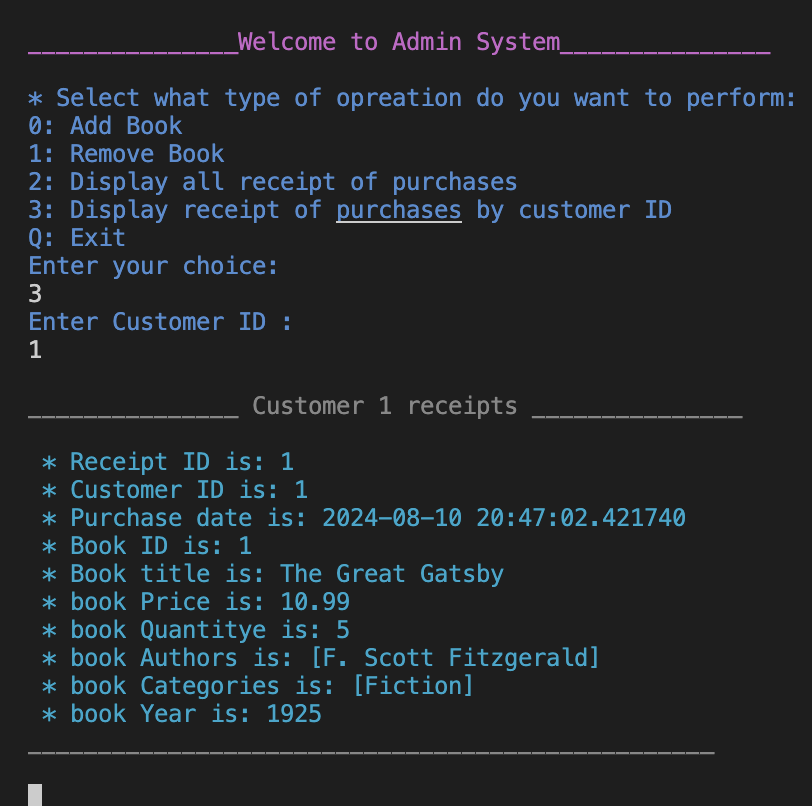 _______________Welcome to Admin System_______________
* Select what type of opreation do you want to perform:
0: Add Book
1: Remove Book
2: Display all receipt of purchases
3: Display receipt of purchases by customer ID
Q: Exit
Enter your choice:
3
Enter Customer ID :
1
_______________ Customer 1 receipts _______________
* Receipt ID is: 1
* Customer ID is: 1
* Purchase date is: 2024-08-10 20:47:02.421740
* Book ID is: 1
* Book title is: The Great Gatsby
* book Price is: 10.99
* book Quantitye is: 5
* book Authors is: [F. Scott Fitzgerald]
* book Categories is: [Fiction]
* book Year is: 1925
_________________________________________________